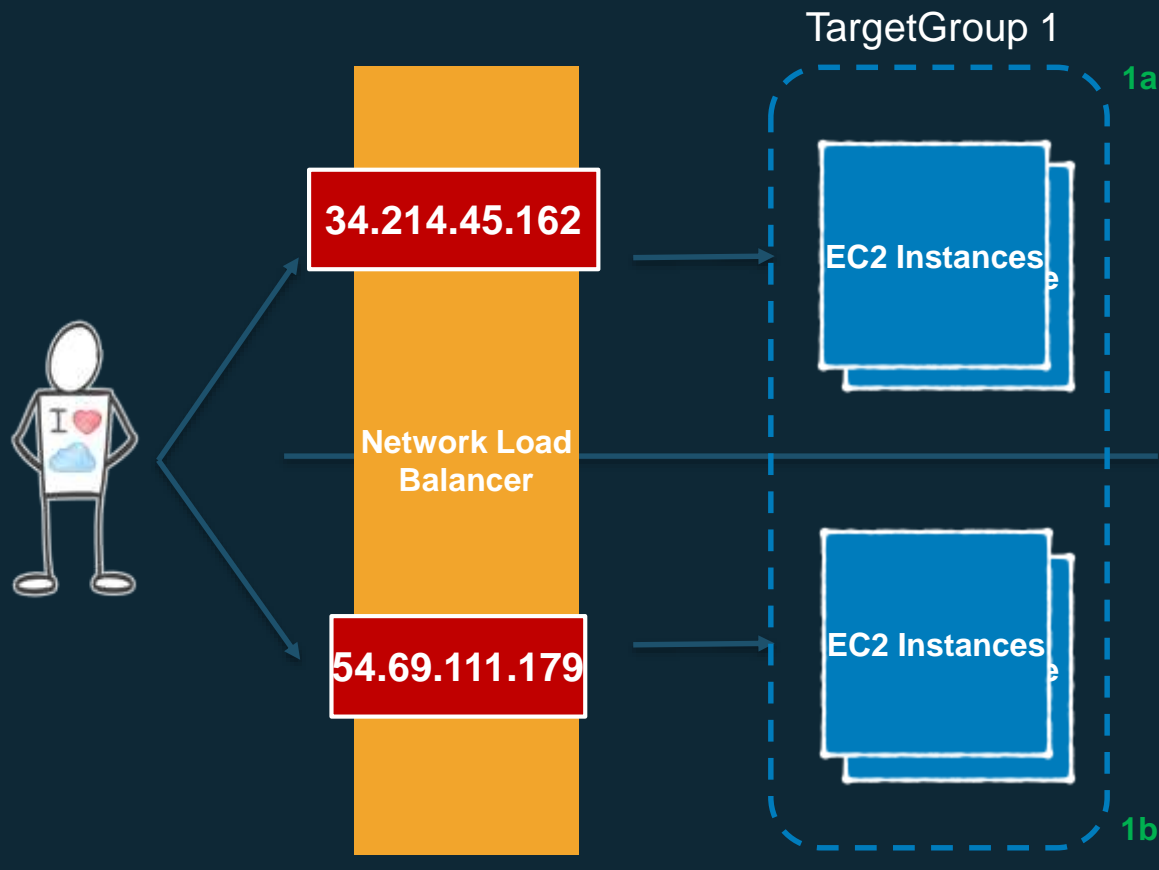 TargetGroup 1
1a
34.214.45.162
EC2 Instances
e
I
Network Load
Balancer
54.69.111.179
EC2 Instances
e
1b